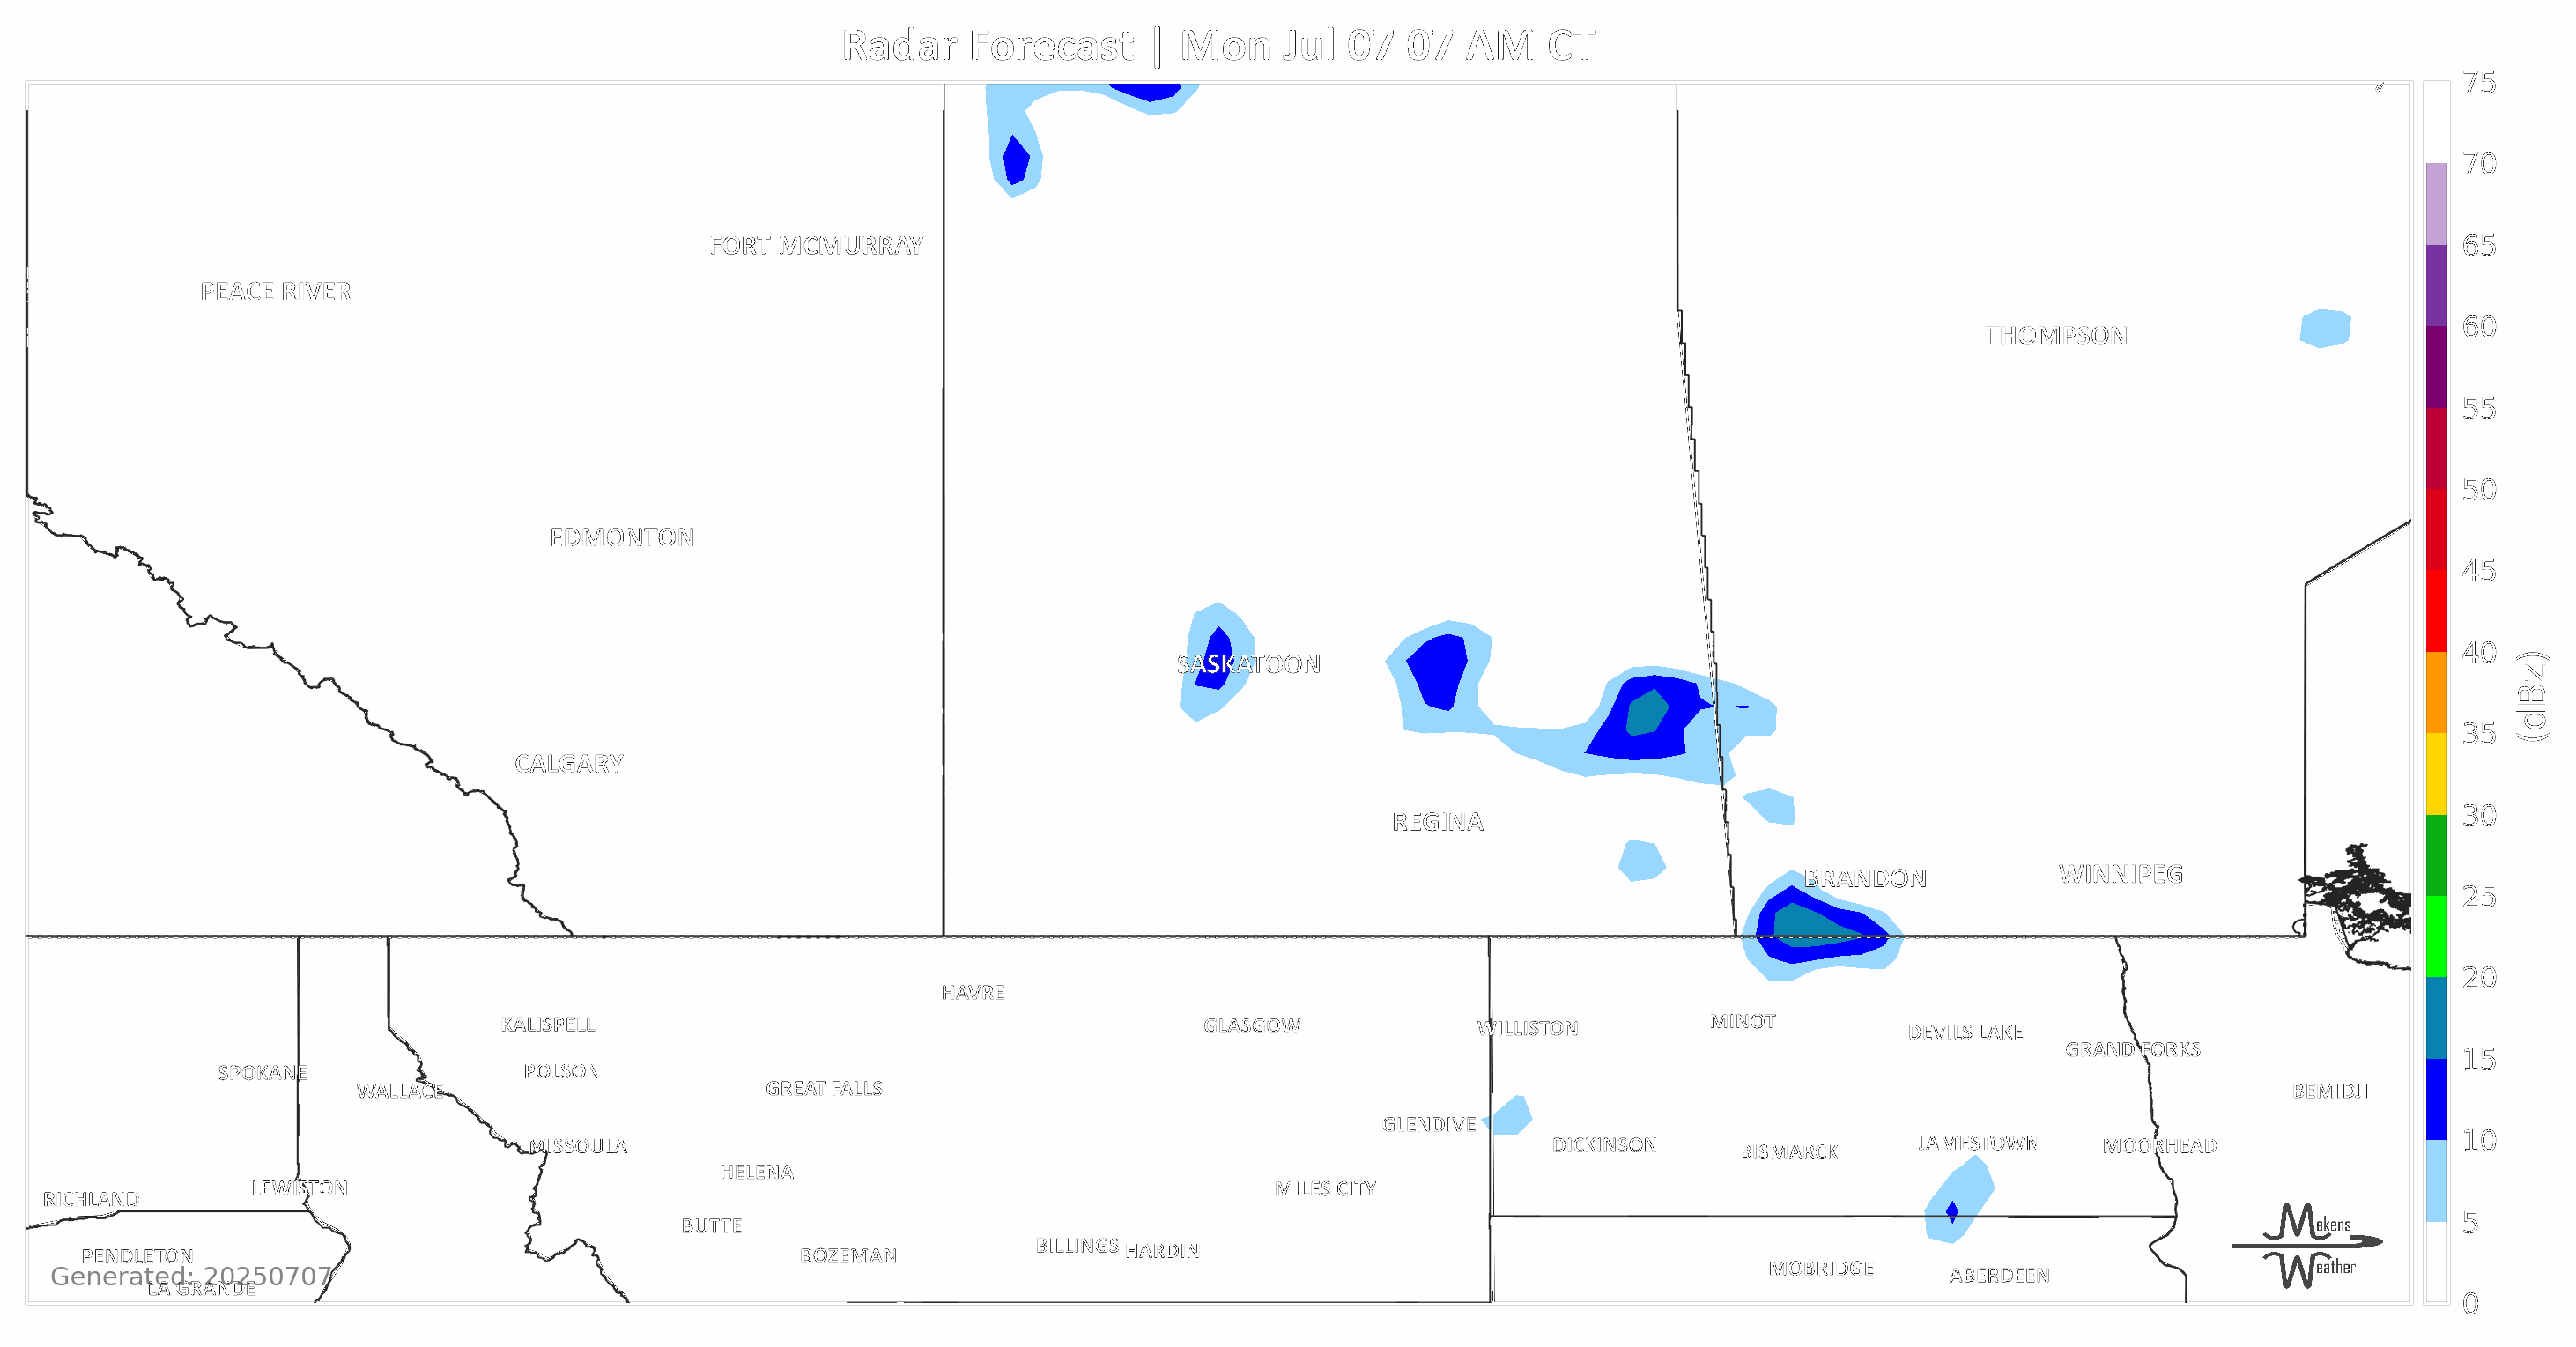 Radar Forecast | Mon Jul 07 07 AM CT
75
70
FORT MCMURRAY
65
PEACE RIVER
60
THOMPSON
55
50
EDMONTON
45
40
SASKATOON
(dBz)
35
CALGARY
30
REGINA
BRANDON
WINNIPEG
25
20
HAVRE
KALISPELL
GLASGOW
WILLISTON
MINOT
DEVILS LAKE
GRAND FORKS
15
SPOKANE
POLSON
WALLACE
GREAT FALLS
BEMIDJI
GLENDIVE
10
MISSOULA
DICKINSON
BISMARCK
JAMESTOWN
MOORHEAD
HELENA
RICHLAND
LEWISTON
MILES CITY
5
BUTTE
Makens
Weather
PENDLETON
BOZEMAN
BILLINGS
HARDIN
MOBRIDGE
ABERDEEN
Generated: 20250707
LA GRANDE
0